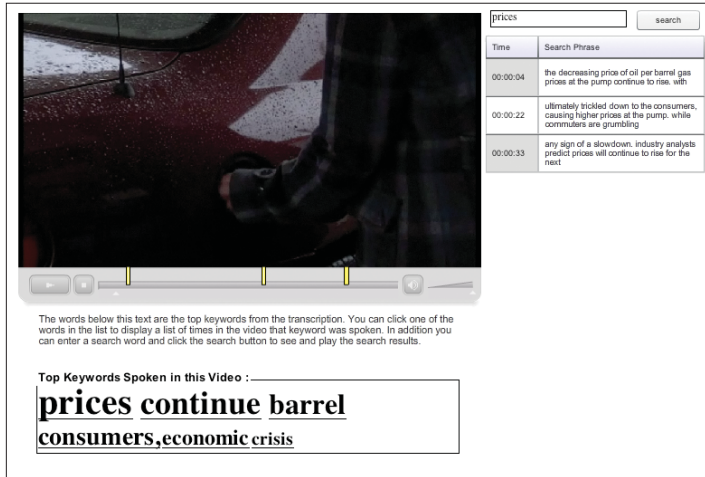 prices
search
Time
Search Phrase
00:00:04
the decreasing price of oil per barrel gas
prices at the pump continue to rise. with
00:00:22
ultimately trickled down to the consumers,
causing higher prices at the pump. while
commuters are grumbling
00:00:33
any sign of a slowdown. industry analysts
predict prices will continue to rise for the
next
The words below this text are the top keywords from the transcription. You can click one of the
words in the list to display a list of times in the video that keyword was spoken. In addition you
can enter a search word and click the search button to see and play the search results.
Top Keywords Spoken in this Video :
prices continue barrel
consumers,economic crisis